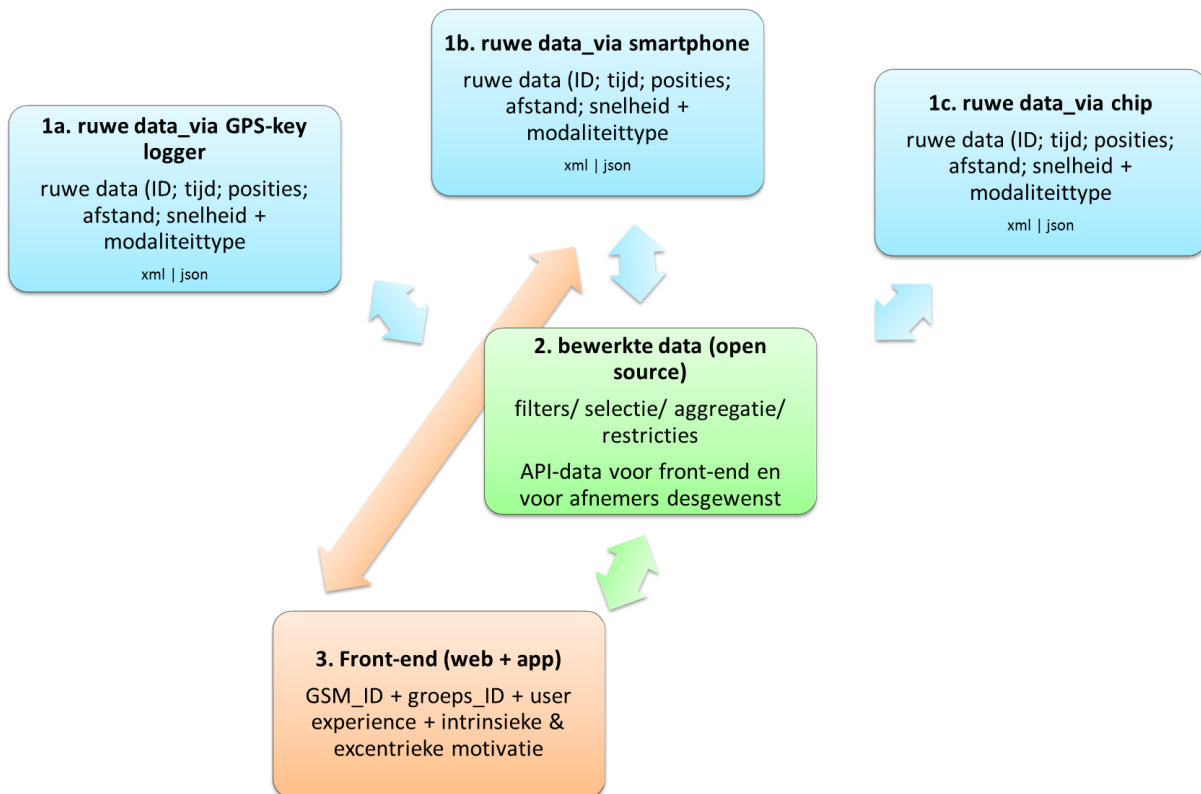 1a. ruwe data_via GPS-key
logger
ruwe data (ID; tijd; posities;
afstand; snelheid +
modaliteittype
xml | json
1b. ruwe data_via smartphone
ruwe data (ID; tijd; posities;
afstand; snelheid +
modaliteittype
xml | json
1c. ruwe data_via chip
ruwe data (ID; tijd; posities;
afstand; snelheid +
modaliteittype
xml | json
2. bewerkte data (open
source)
filters/ selectie/ aggregatie/
restricties
API-data voor front-end en
voor afnemers desgewenst
3. Front-end (web + app)
GSM_ID + groeps_ID + user
experience + intrinsieke &
excentrieke motivatie